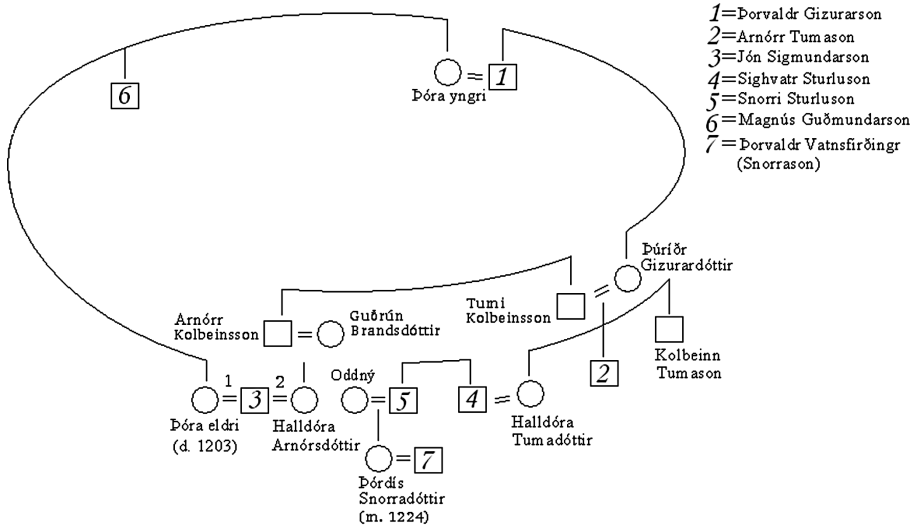 1=Þorvaldr Gizurarson
2=Arnórr Tumason
3=Jón Sigmundarson
4=Sighvatr Sturluson
5=Snorri Sturluson
6=Magnús Guðmundarson
7=Þorvaldr Vatnsfirðingr
(Snorrason)
6
= 1
Þóra yngri
Þúríðr
Gizurardóttir
=
Tumi
Kolbeinsson
Arnórr
Kolbeinsson
=
Guðrún
Brandsdóttir
Kolbeinn
Tumason
2
1
= 3 =
2
Oddný
= 5
4 =
Þóra eldri
(d. 1203)
Halldóra
Arnórsdóttir
Halldóra
Tumadóttir
= 7
Þórdís
Snorradóttir
(m. 1224)